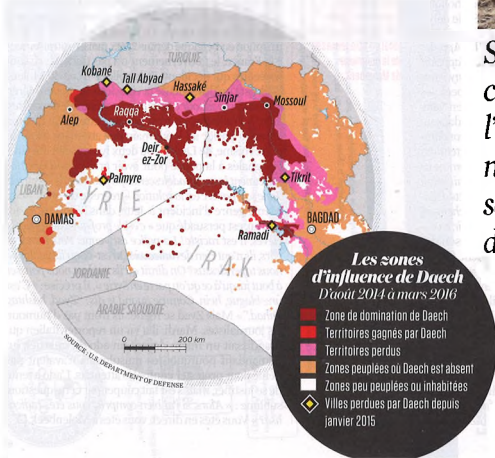 TURQUIE
Kobané
Tall Abyad
Hassaké
Sinjar
Mossoul
Alep
Raqqa
Deir
ez-Zor
Palmyre
Tikrit
LIBAN
SYRIE
DAMAS
BAGDAD
Ramadi
IRAK
JORDANIE
ARABIE SAOUDITE
0 200 km
SOURCE : U.S. DEPARTMENT OF DEFENSE
Les zones
d'influence de Daech
D'août 2014 à mars 2016
Zone de domination de Daech
Territoires gagnés par Daech
Territoires perdus
Zones peuplées où Daech est absent
Zones peu peuplées ou inhabitées
Villes perdues par Daech depuis
janvier 2015
S
c
l'
n
s
d